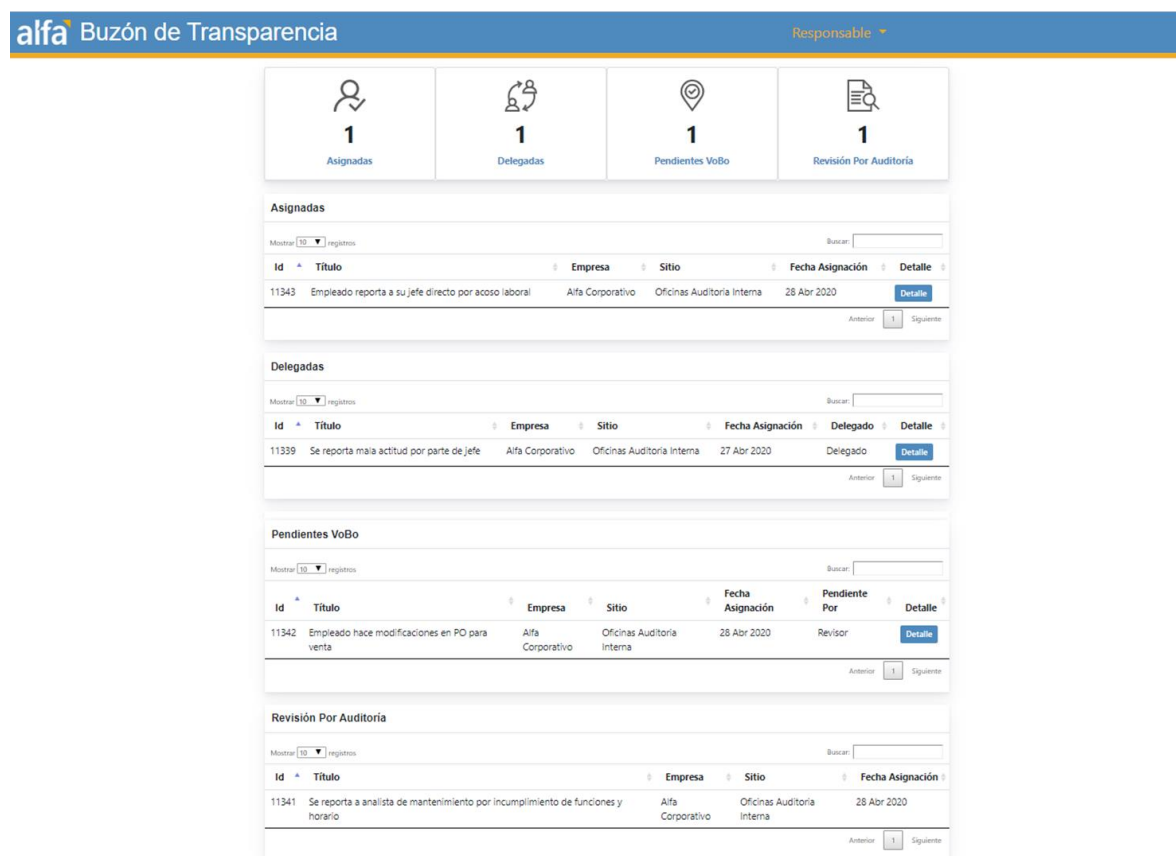 alfa Buzón de Transparencia Responsable
1 1 1 1
Asignadas Delegadas Pendientes VoBo Revisión Por Auditoría
Asignadas
Mostrar 10 registros Buscar:
Id Título Empresa Sitio Fecha Asignación Detalle
11343 Empleado reporta a su jefe directo por acoso laboral Alfa Corporativo Oficinas Auditoria Interna 28 Abr 2020 Detalle
Anterior 1 Siguiente
Delegadas
Mostrar 10 registros Buscar:
Id Título Empresa Sitio Fecha Asignación Delegado Detalle
11339 Se reporta mala actitud por parte de jefe Alfa Corporativo Oficinas Auditoria Interna 27 Abr 2020 Delegado Detalle
Anterior 1 Siguiente
Pendientes VoBo
Mostrar 10 registros Buscar:
Fecha Pendiente
Id Título Empresa Sitio Asignación Por Detalle
11342 Empleado hace modificaciones en PO para Alfa Oficinas Auditoria 28 Abr 2020 Revisor Detalle
venta Corporativo Interna
Anterior 1 Siguiente
Revisión Por Auditoría
Mostrar 10 registros Buscar:
Id Título Empresa Sitio Fecha Asignación
11341 Se reporta a analista de mantenimiento por incumplimiento de funciones y Alfa Oficinas Auditoria 28 Abr 2020
horario Corporativo Interna
Anterior 1 Siguiente